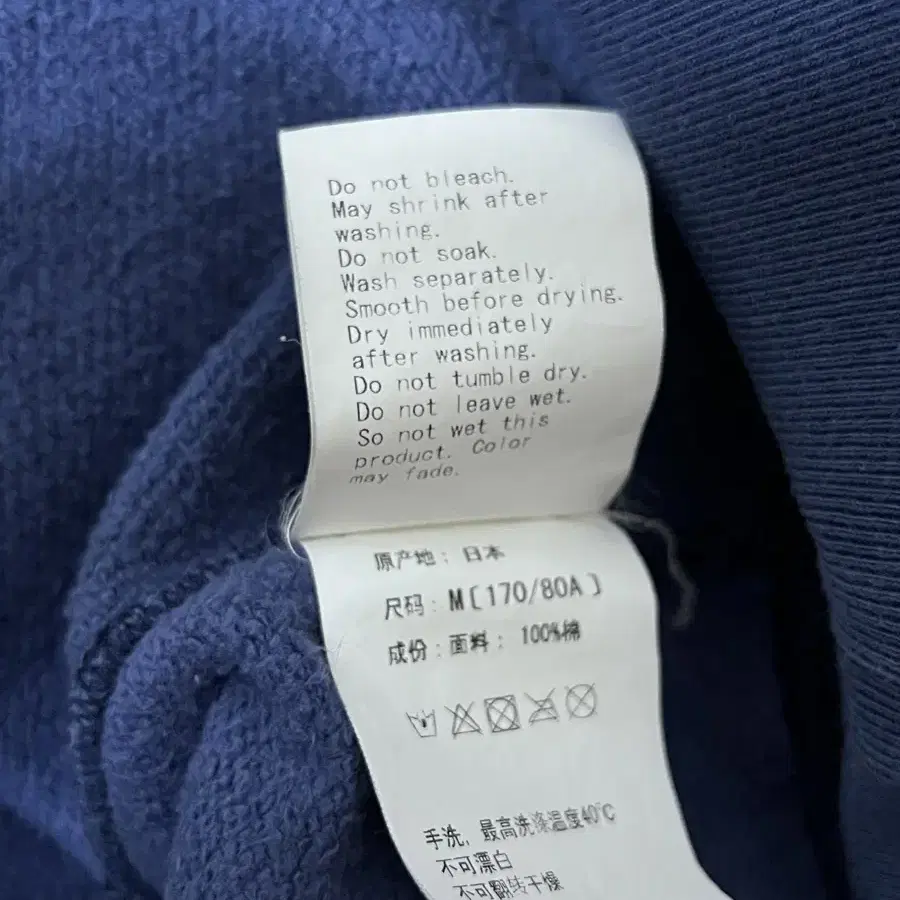 Do not bleach.
May shrink after
washing.
Do not soak.
Wash separately.
Smooth before drying.
Dry immediately
after washing.
Do not tumble dry.
Do not leave wet.
So not wet this
product. Color
may fade.
原产地：日本
尺码：M[170/80A]
成份：面料：100%棉
手洗，最高洗涤温度40℃
不可漂白
不可翻转干燥